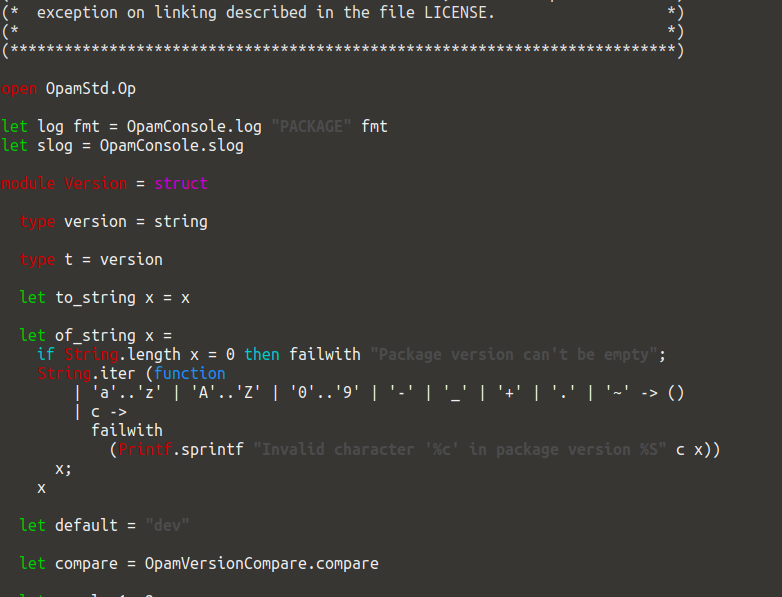 (*  exception on linking described in the file LICENSE.                   *)
(*                                                                        *)
(**************************************************************************)

open OpamStd.Op

let log fmt = OpamConsole.log "PACKAGE" fmt
let slog = OpamConsole.slog

module Version = struct

  type version = string

  type t = version

  let to_string x = x

  let of_string x =
    if String.length x = 0 then failwith "Package version can't be empty";
    String.iter (function
        | 'a'..'z' | 'A'..'Z' | '0'..'9' | '-' | '_' | '+' | '.' | '~' -> ()
        | c ->
          failwith
            (Printf.sprintf "Invalid character '%c' in package version %S" c x))
      x;
    x

  let default = "dev"

  let compare = OpamVersionCompare.compare